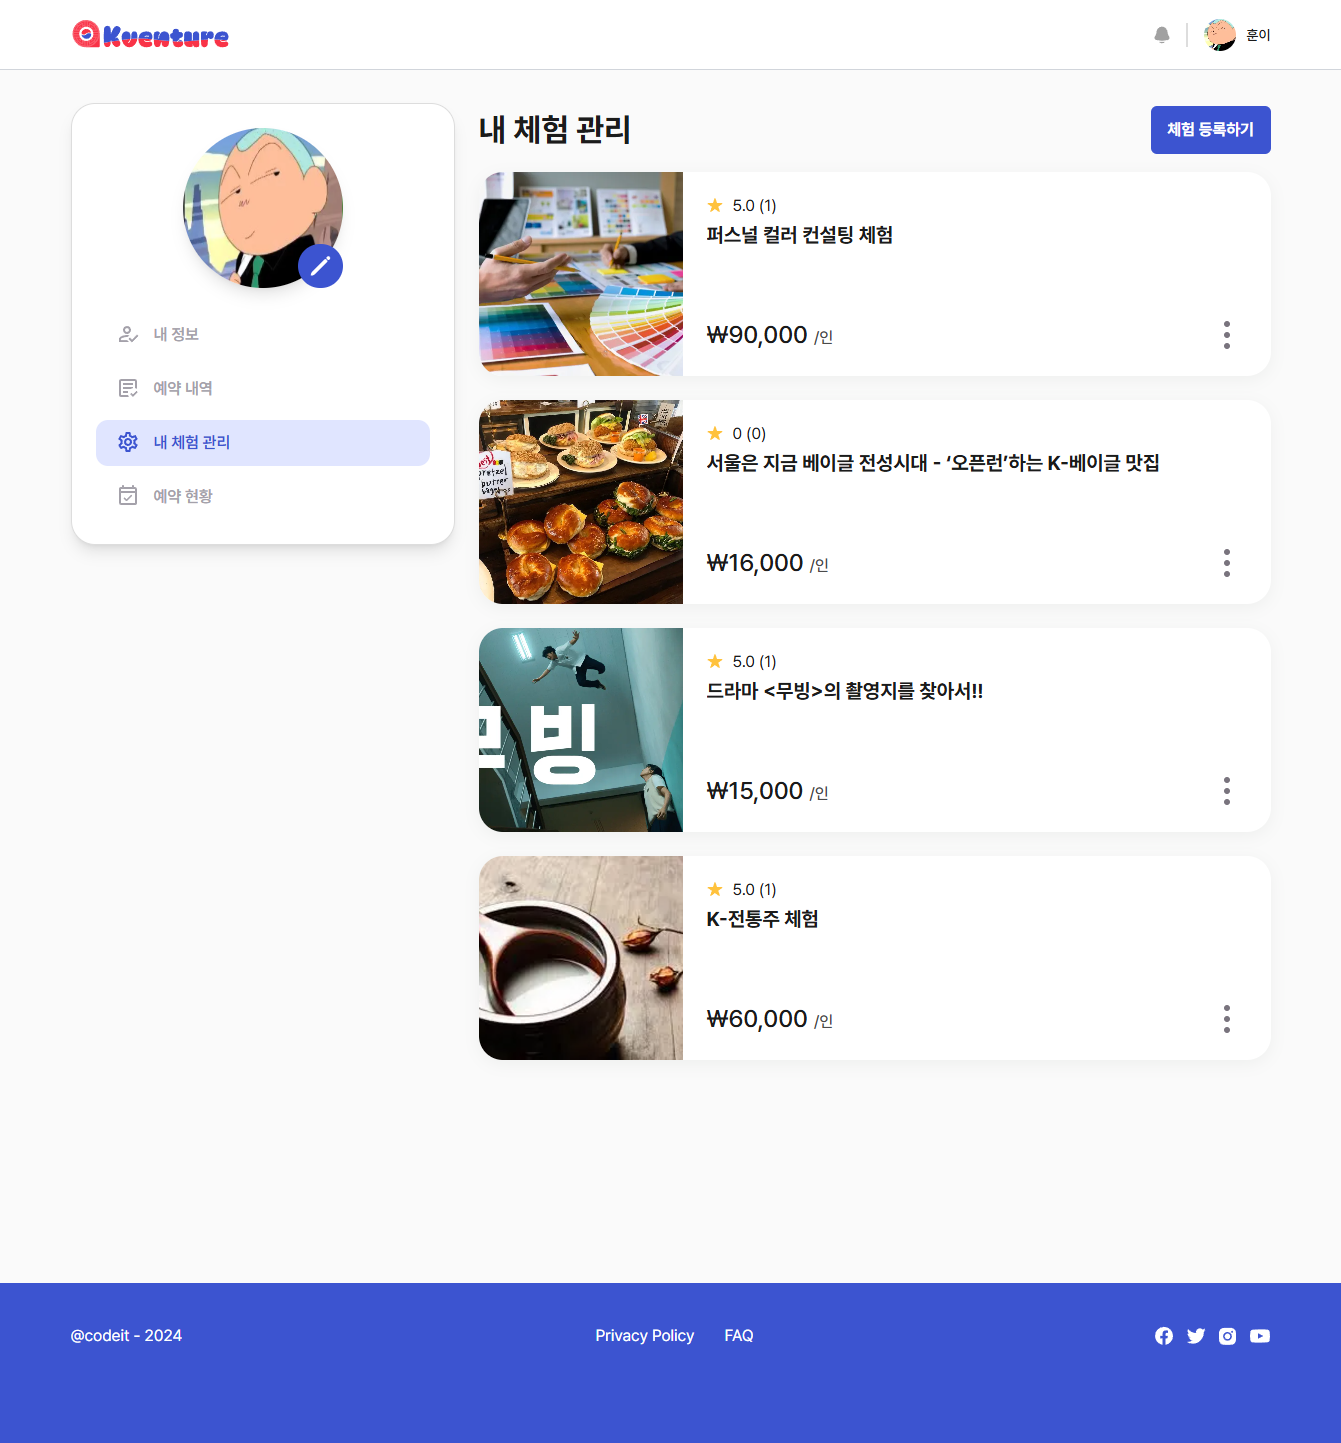 Kventure
훈이
내 정보
예약 내역
내 체험 관리
예약 현황
내 체험 관리
체험 등록하기
5.0 (1)
퍼스널 컬러 컨설팅 체험
₩90,000 /인
0 (0)
서울은 지금 베이글 전성시대 - ‘오픈런’하는 K-베이글 맛집
₩16,000 /인
무빙
5.0 (1)
드라마 <무빙>의 촬영지를 찾아서!!
₩15,000 /인
5.0 (1)
K-전통주 체험
₩60,000 /인
@codeit - 2024
Privacy Policy
FAQ